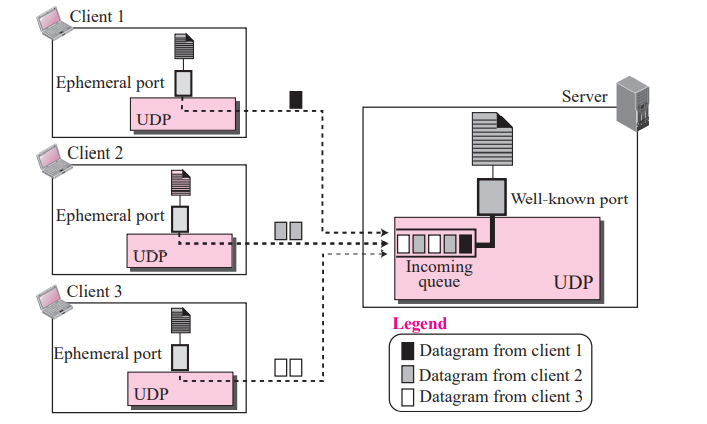 Client 1
Ephemeral port
UDP
Client 2
Ephemeral port
UDP
Client 3
Ephemeral port
UDP
Server
Well-known port
Incoming
queue
UDP
Legend
Datagram from client 1
Datagram from client 2
Datagram from client 3